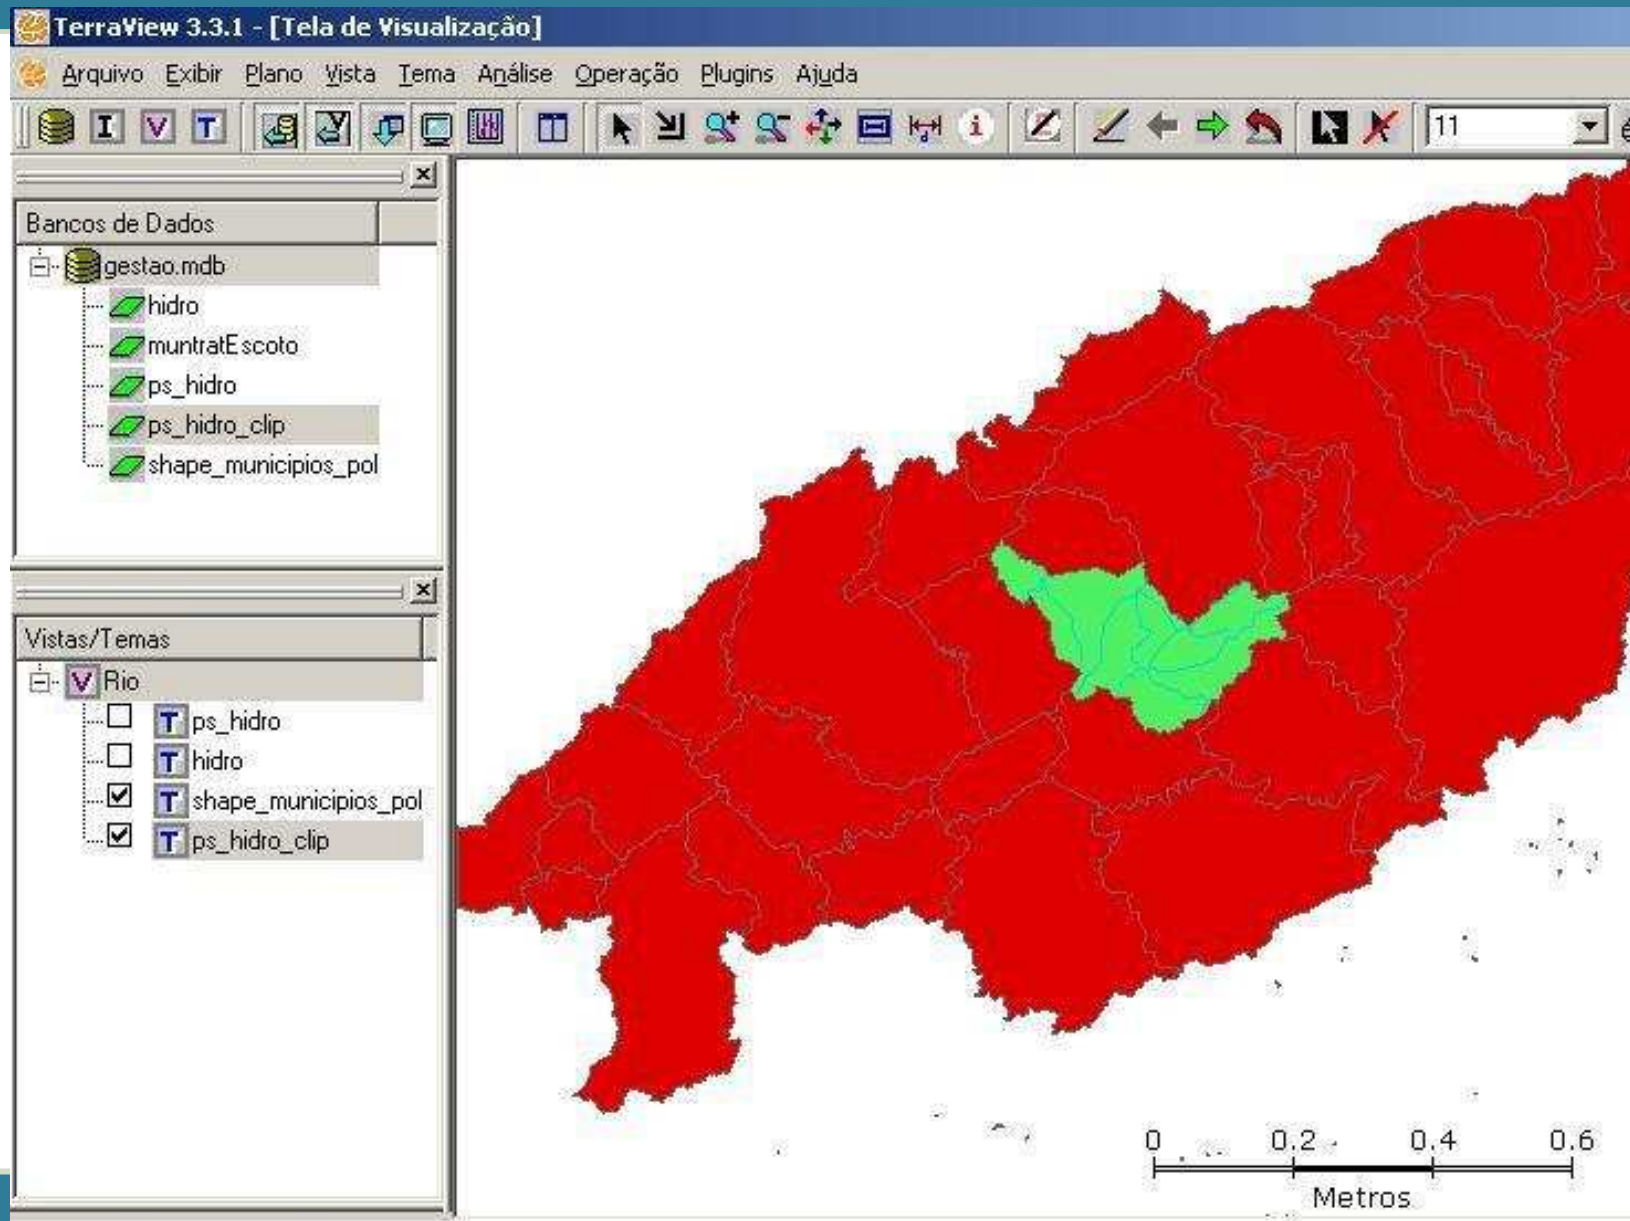 TerraView 3.3.1 - [Tela de Visualização]
Arquivo Exibir Plano Vista Tema Análise Operação Plugins Ajuda
I V T 11
Bancos de Dados
gestao.mdb
hidro
muntratEscoto
ps_hidro
ps_hidro_clip
shape_municipios_pol
Vistas/Temas
V Rio
T ps_hidro
T hidro
T shape_municipios_pol
T ps_hidro_clip
0 0.2 0.4 0.6
Metros